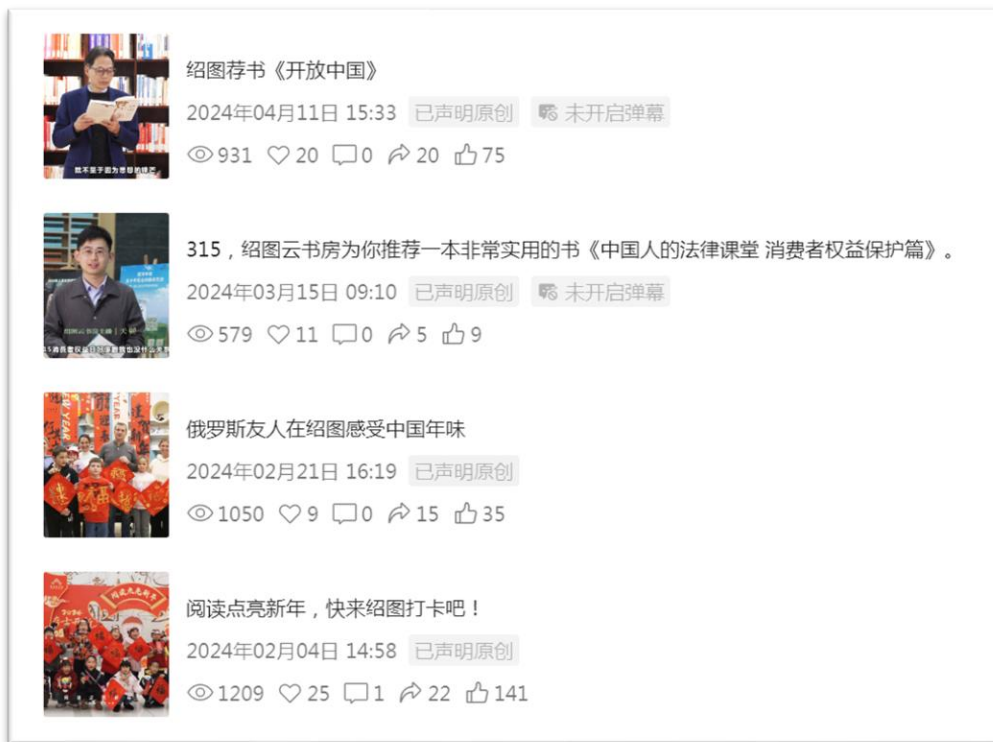 绍图荐书《开放中国》
2024年04月11日 15:33 已声明原创 未开启弹幕
931 20 0 20 75
315，绍图云书房为你推荐一本非常实用的书《中国人的法律课堂 消费者权益保护篇》。
2024年03月15日 09:10 已声明原创 未开启弹幕
579 11 0 5 9
NEW YEAR
俄罗斯友人在绍图感受中国年味
2024年02月21日 16:19 已声明原创
1050 9 0 15 35
阅读点亮新年
阅读点亮新年，快来绍图打卡吧！
2024年02月04日 14:58 已声明原创
1209 25 1 22 141